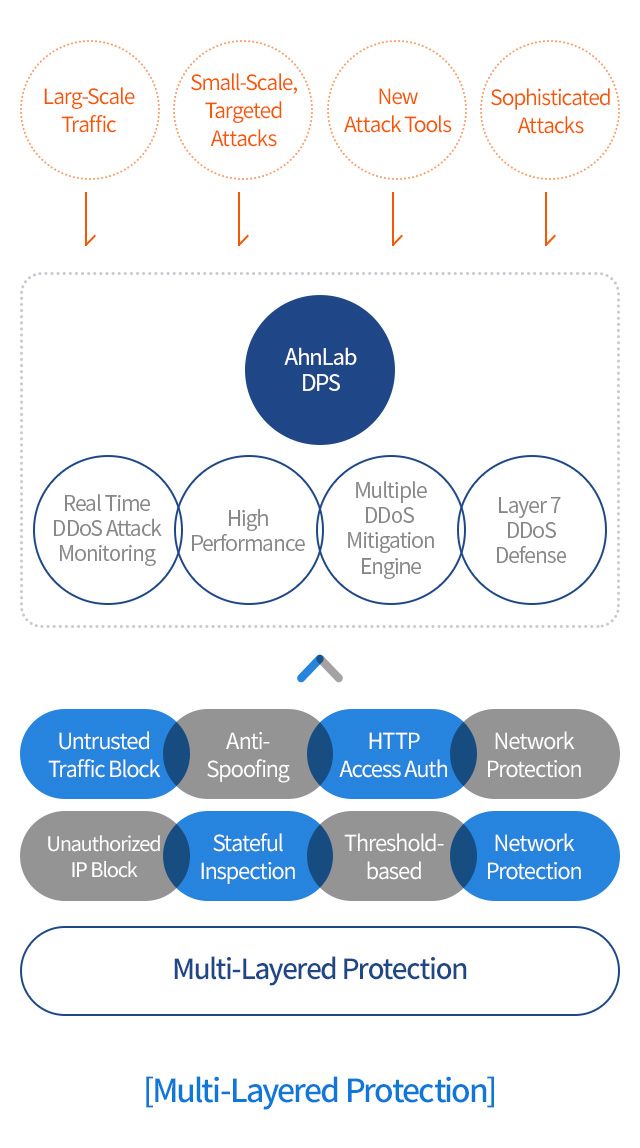 Larg-Scale
Traffic
Small-Scale,
Targeted
Attacks
New
Attack Tools
Sophisticated
Attacks
AhnLab
DPS
Real Time
DDoS Attack
Monitoring
High
Performance
Multiple
DDoS
Mitigation
Engine
Layer 7
DDoS
Defense
Untrusted
Traffic Block
Anti-
Spoofing
HTTP
Access Auth
Network
Protection
Unauthorized
IP Block
Stateful
Inspection
Threshold-
based
Network
Protection
Multi-Layered Protection
[Multi-Layered Protection]